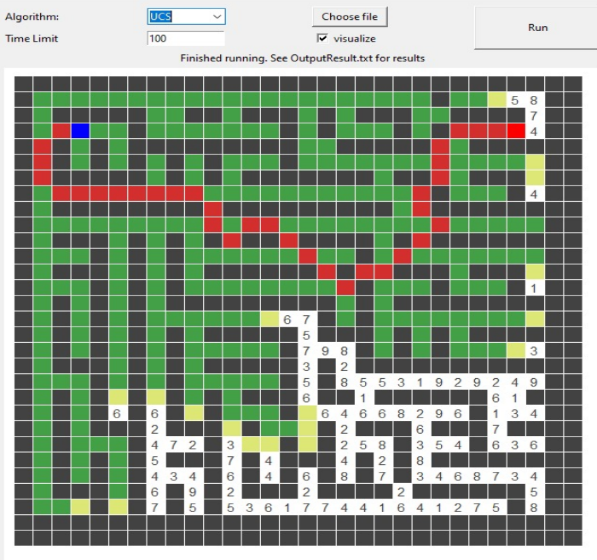 Algorithm:
UCS
Choose file
Run
Time Limit
100
visualize
Finished running. See OutputResult.txt for results
5 8
7
4
4
1
6 7
5
7 9 8 3
3 2
5 8 5 5 3 1 9 2 9 2 4 9
6 1 6 1
6 6 6 4 6 6 8 2 9 6 1 3 4
2 2 6 7
4 7 2 3 2 5 8 3 5 4 6 3 6
5 7 4 4 2 8
4 3 4 6 4 6 8 7 3 4 6 8 7 3 4
9 2 2 2 5
7 5 5 3 6 1 7 7 4 4 1 6 4 1 2 7 5 8